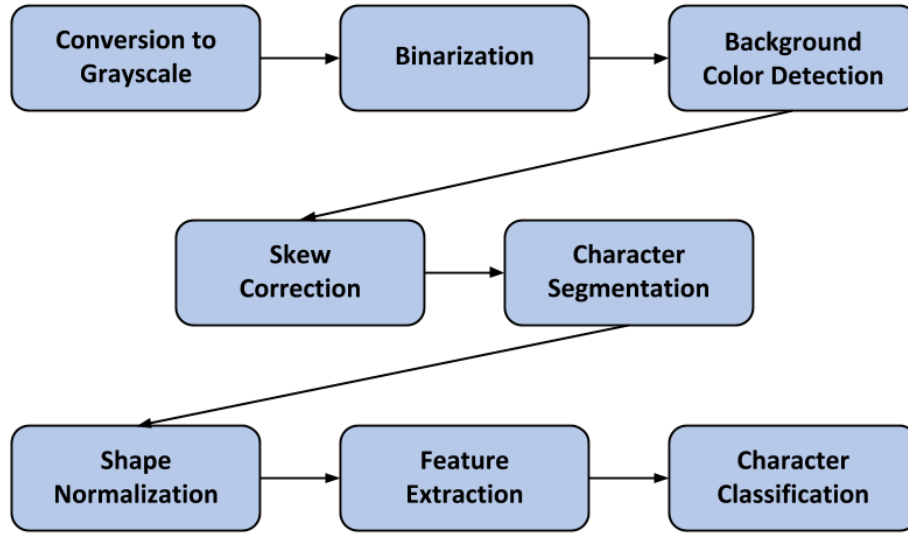 Conversion to
Grayscale
Binarization
Background
Color Detection
Skew
Correction
Character
Segmentation
Shape
Normalization
Feature
Extraction
Character
Classification